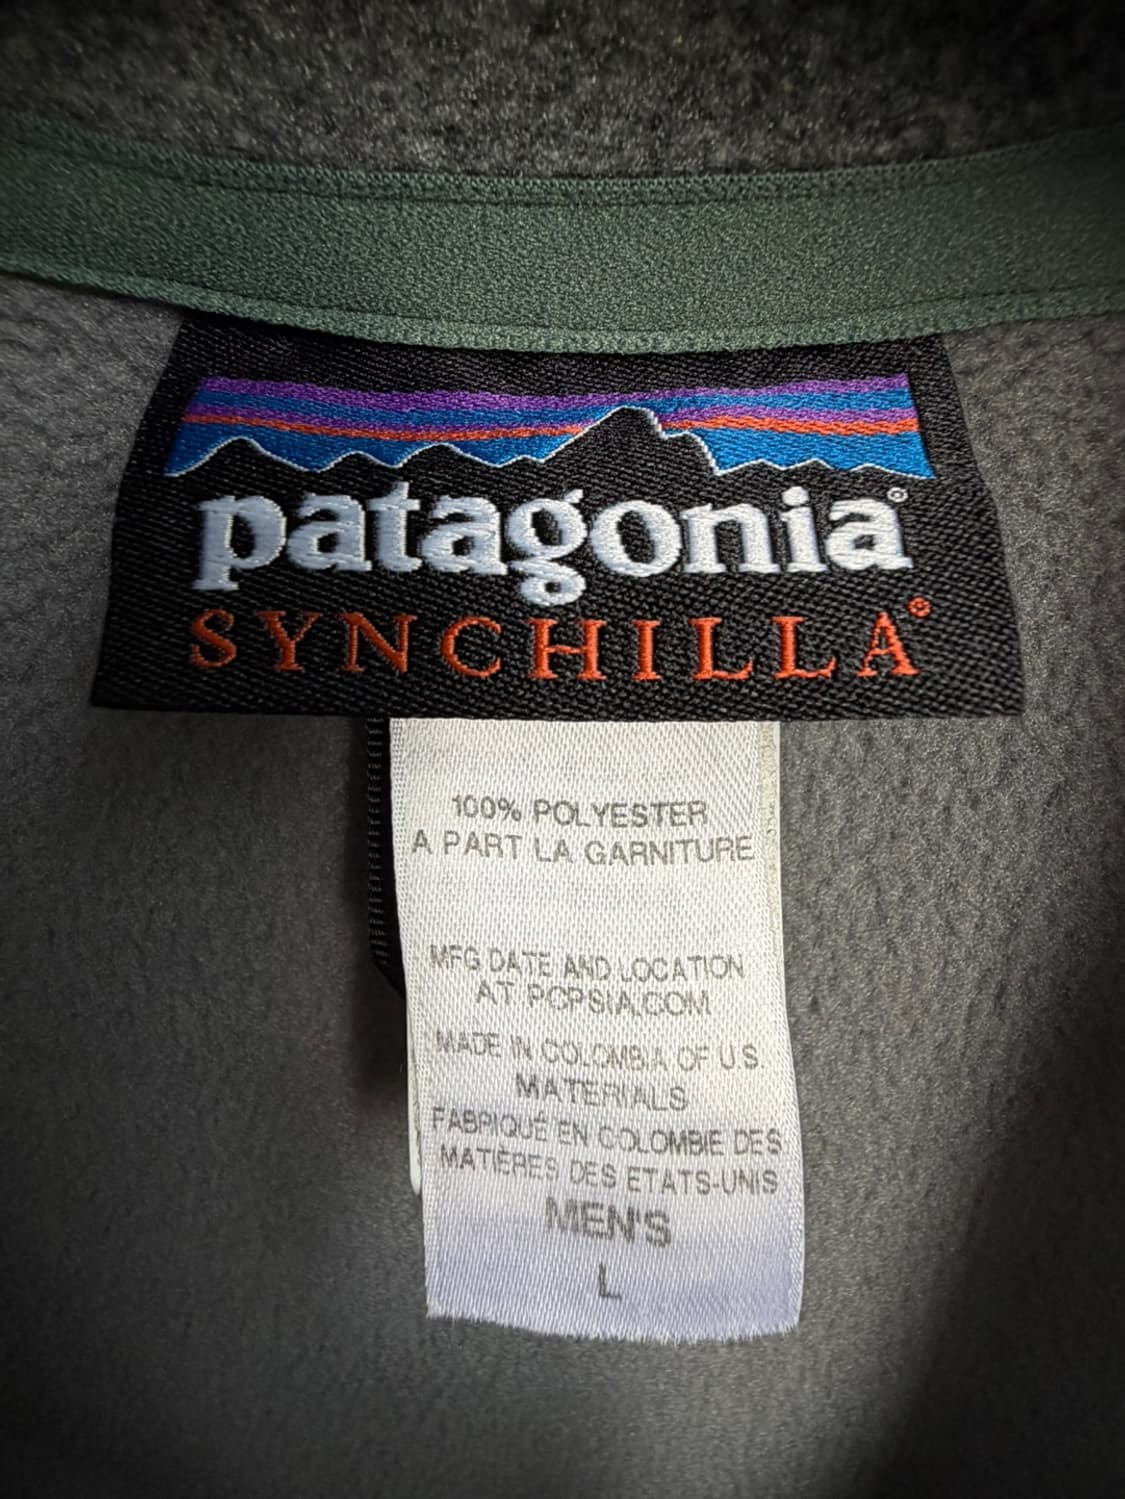 patagonia®
SYNCHILLA®
100% POLYESTER
A PART LA GARNITURE
MFG DATE AND LOCATION
AT PCPSIA.COM
MADE IN COLOMBIA OF U.S.
MATERIALS
FABRIQUÉ EN COLOMBIE DES
MATIÈRES DES ETATS-UNIS
MEN'S
L